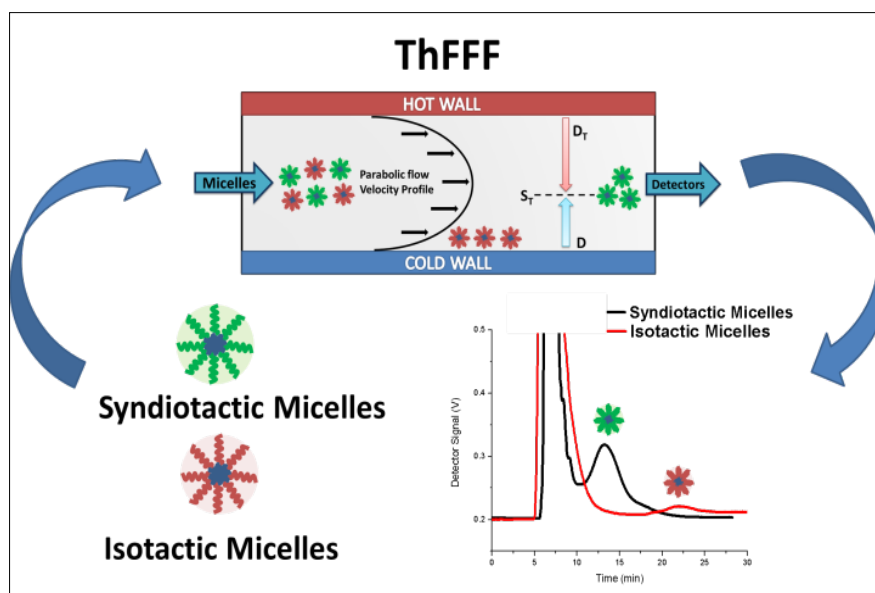 ThFFF
HOT WALL
Micelles
Parabolic flow
Velocity Profile
D_T
S_T
D
Detectors
COLD WALL
Syndiotactic Micelles
Isotactic Micelles
Syndiotactic Micelles
Isotactic Micelles
Detector Signal (V)
0.5
0.4
0.3
0.2
0 5 10 15 20 25 30
Time (min)